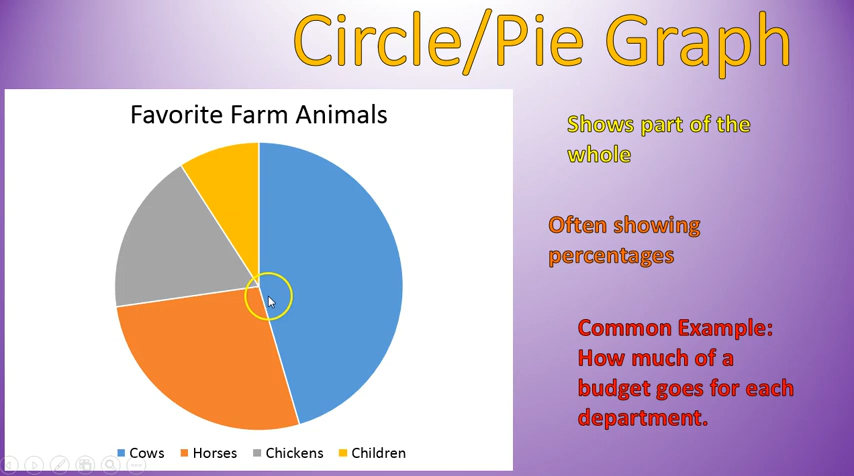 Circle/Pie Graph
Favorite Farm Animals
Cows Horses Chickens Children
Shows part of the
whole
Often showing
percentages
Common Example:
How much of a
budget goes for each
department.